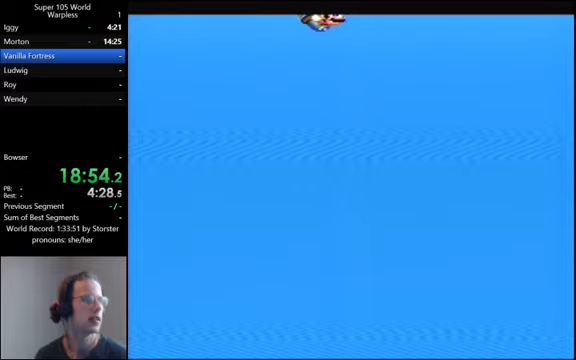 Super 105 World
Warpless 1
Iggy - 4:21
Morton - 14:25
Vanilla Fortress -
Ludwig -
Roy -
Wendy -
Bowser -
18:54.2
PB: -
Best: - 4:28.5
Previous Segment -/-
Sum of Best Segments -
World Record: 1:33:51 by Storster
pronouns: she/her